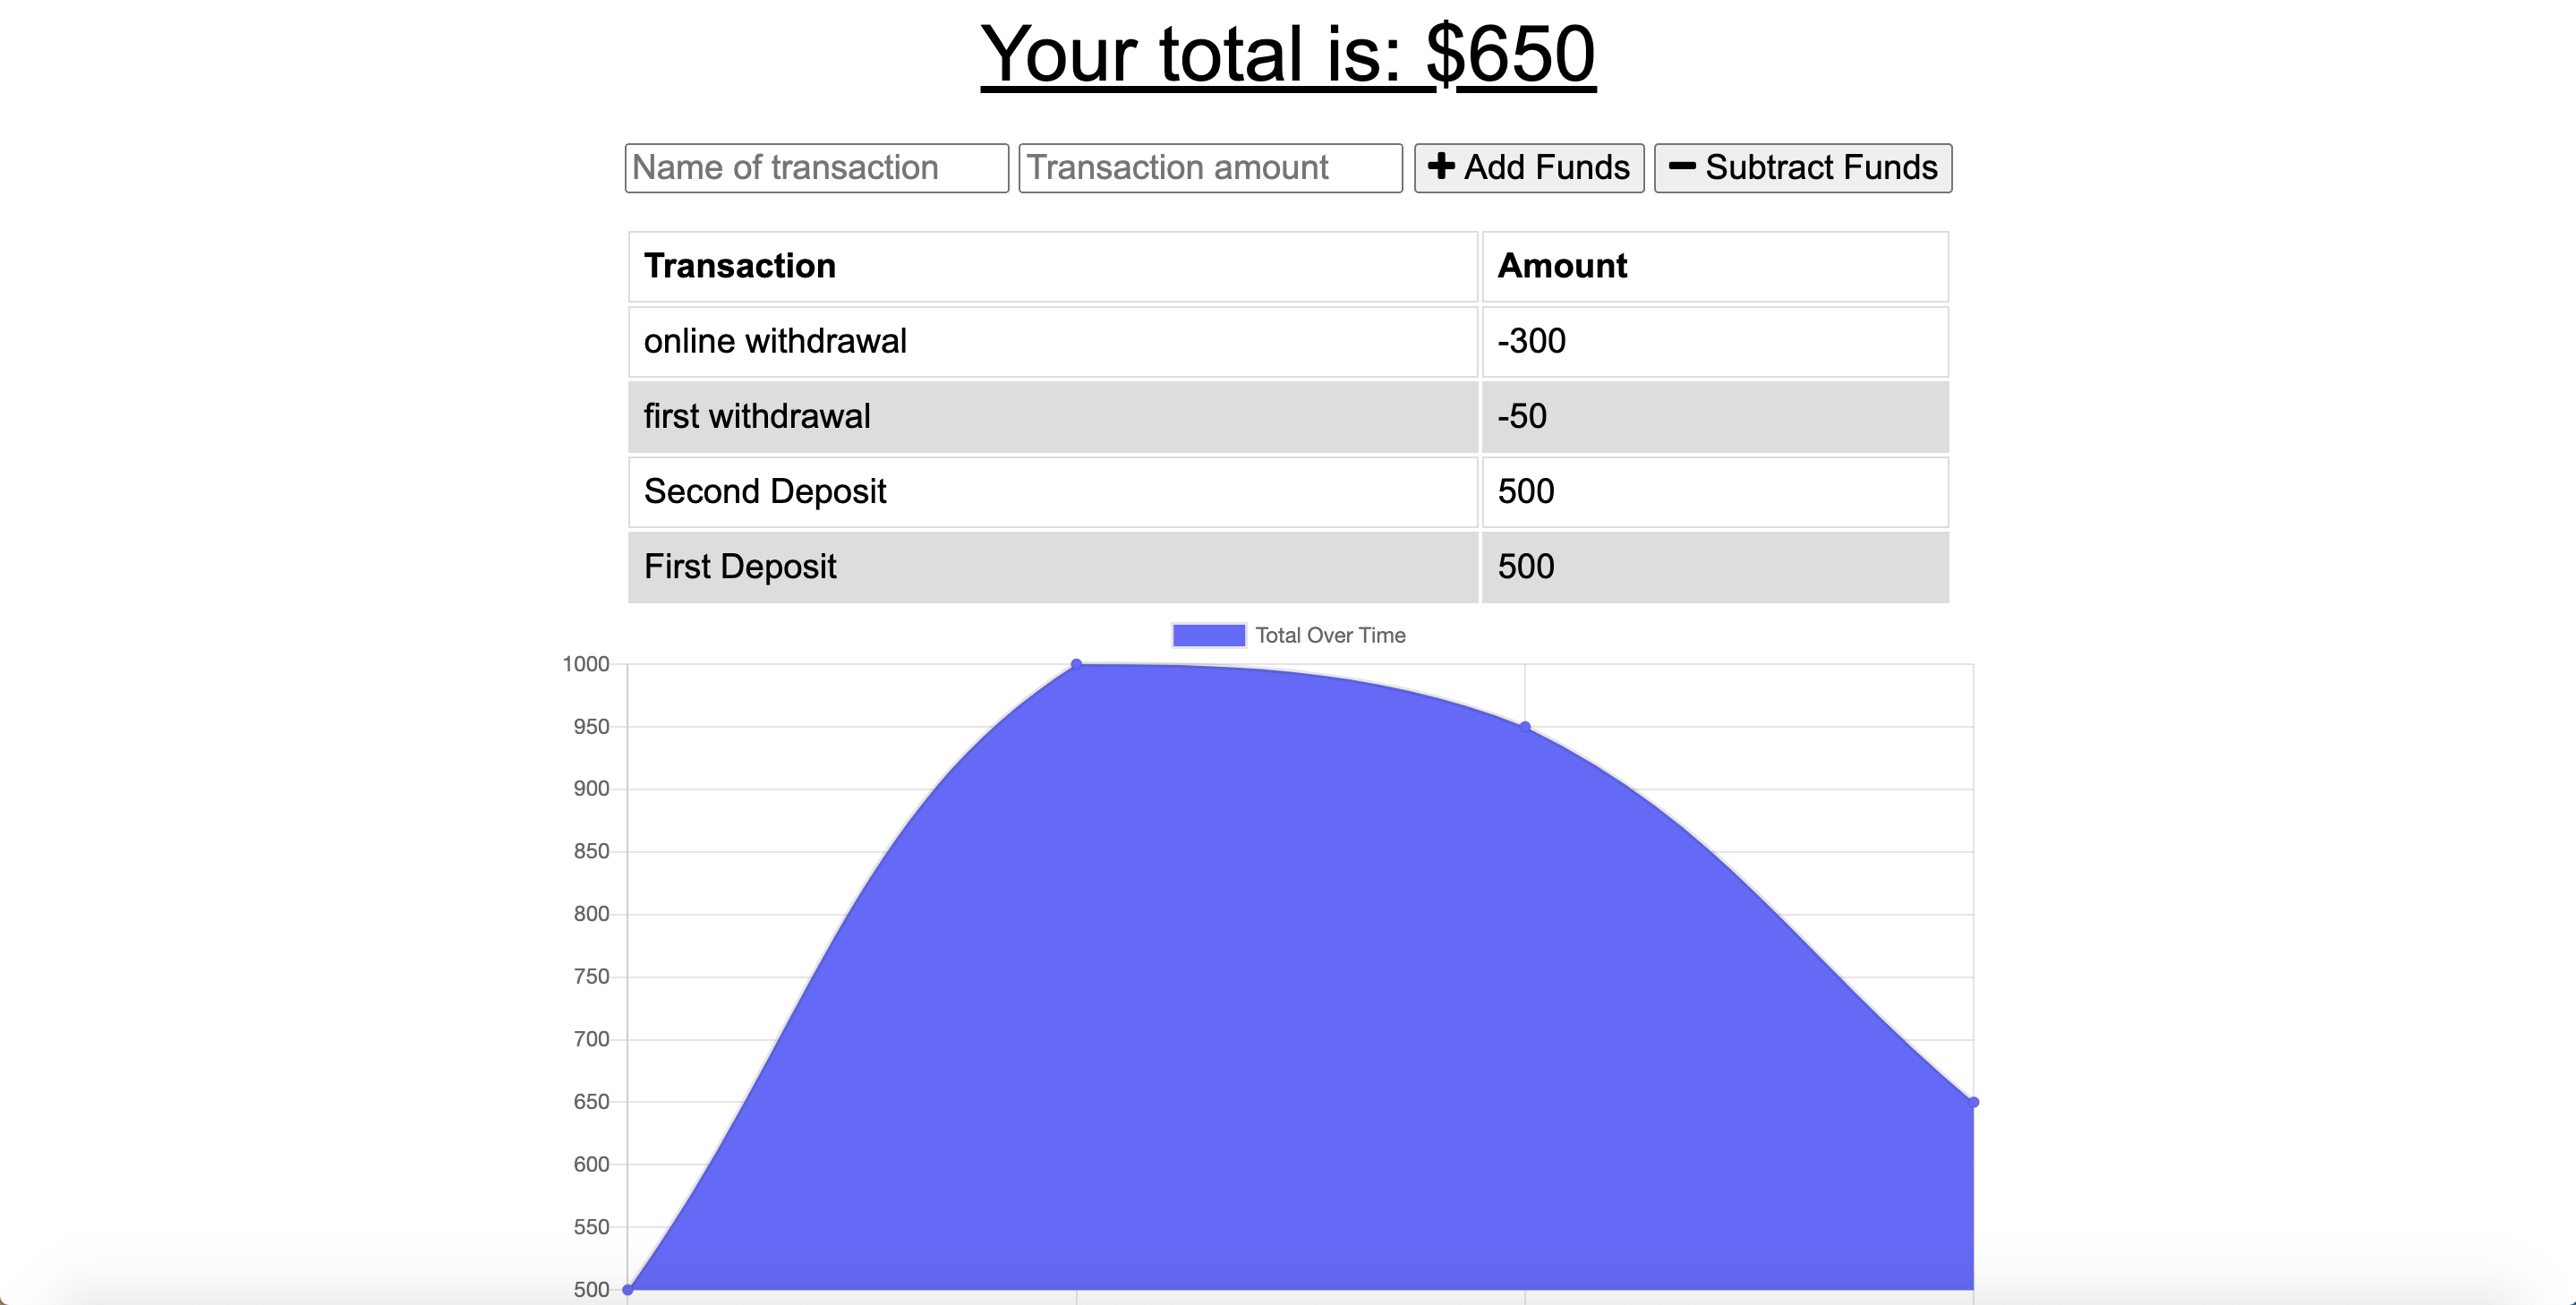 Your total is: $650
Name of transaction Transaction amount Add Funds Subtract Funds
Transaction Amount
online withdrawal -300
first withdrawal -50
Second Deposit 500
First Deposit 500
Total Over Time
1000
950
900
850
800
750
700
650
600
550
500